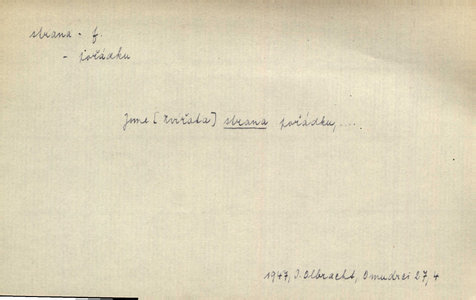 strana - f.
- pořádku
Jsme [zvířata] strana pořádku, ....
1947, I. Olbracht, O mudrci 27, 4